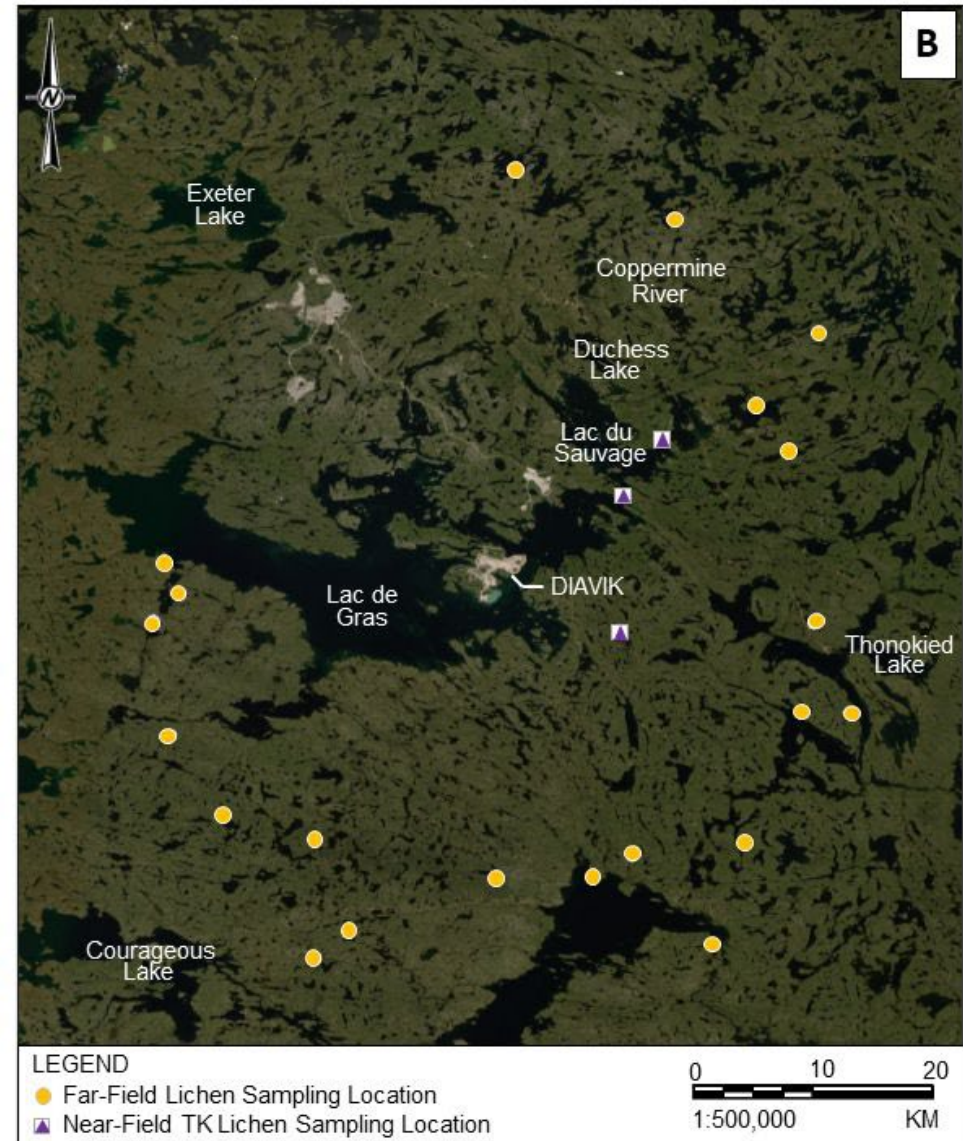 B
N
Exeter
Lake
Coppermine
River
Duchess
Lake
Lac du
Sauvage
DIAVIK
Lac de
Gras
Thonokied
Lake
Courageous
Lake
LEGEND
Far-Field Lichen Sampling Location
Near-Field TK Lichen Sampling Location
0 10 20
1:500,000 KM